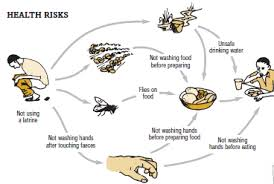 HEALTH RISKS
Unsafe
drinking water
Not washing food
before preparing
Flies on
food
Not using
a latrine
Not washing hands
after touching faeces
Not washing hands
before preparing food
Not washing
hands before eating